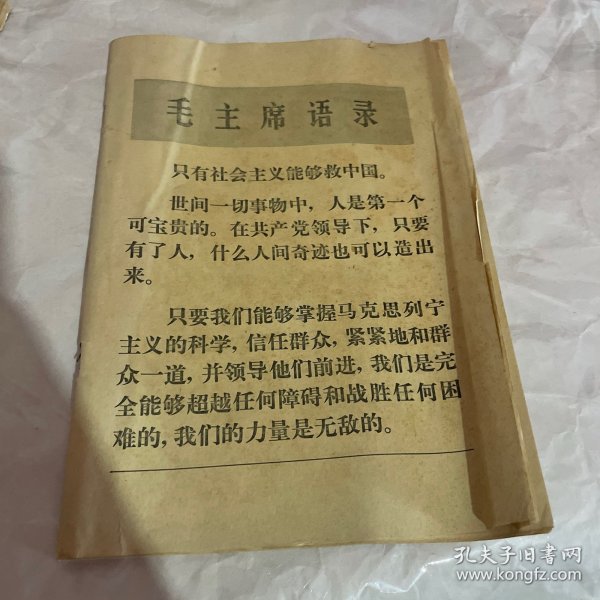 毛主席语录
只有社会主义能够救中国。
世间一切事物中，人是第一个
可宝贵的。在共产党领导下，只要
有了人，什么人间奇迹也可以造出
来。
只要我们能够掌握马克思列宁
主义的科学，信任群众，紧紧地和群
众一道，并领导他们前进，我们是完
全能够超越任何障碍和战胜任何困
难的，我们的力量是无敌的。
孔夫子旧书网
www.kongfz.com